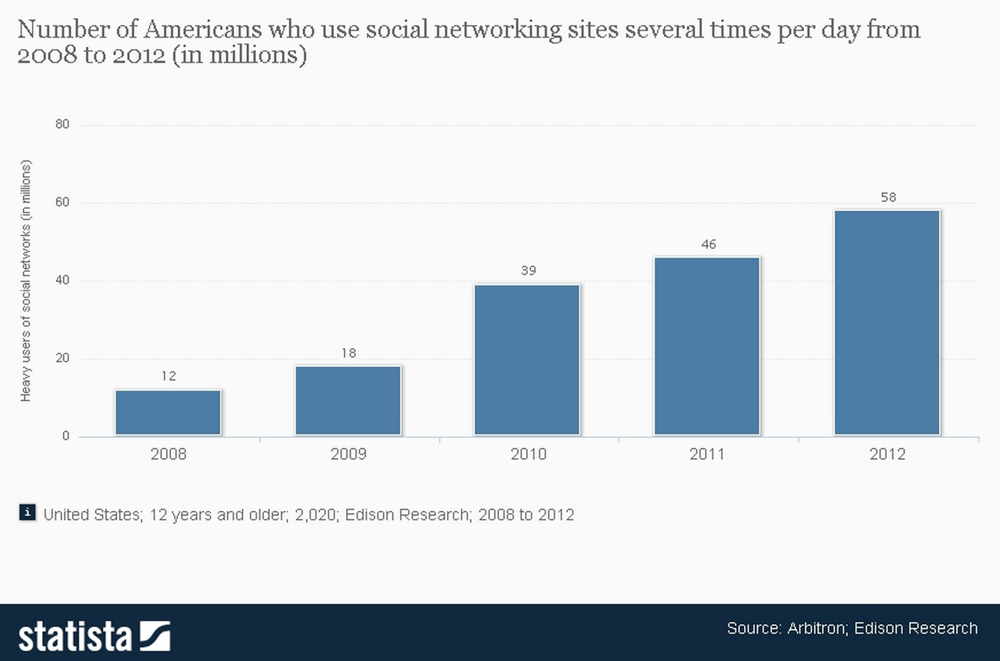 Number of Americans who use social networking sites several times per day from
2008 to 2012 (in millions)
Heavy users of social networks (in millions)
80
60
40
20
0
12
18
39
46
58
2008
2009
2010
2011
2012
i United States; 12 years and older; 2,020; Edison Research; 2008 to 2012
statista
Source: Arbitron; Edison Research